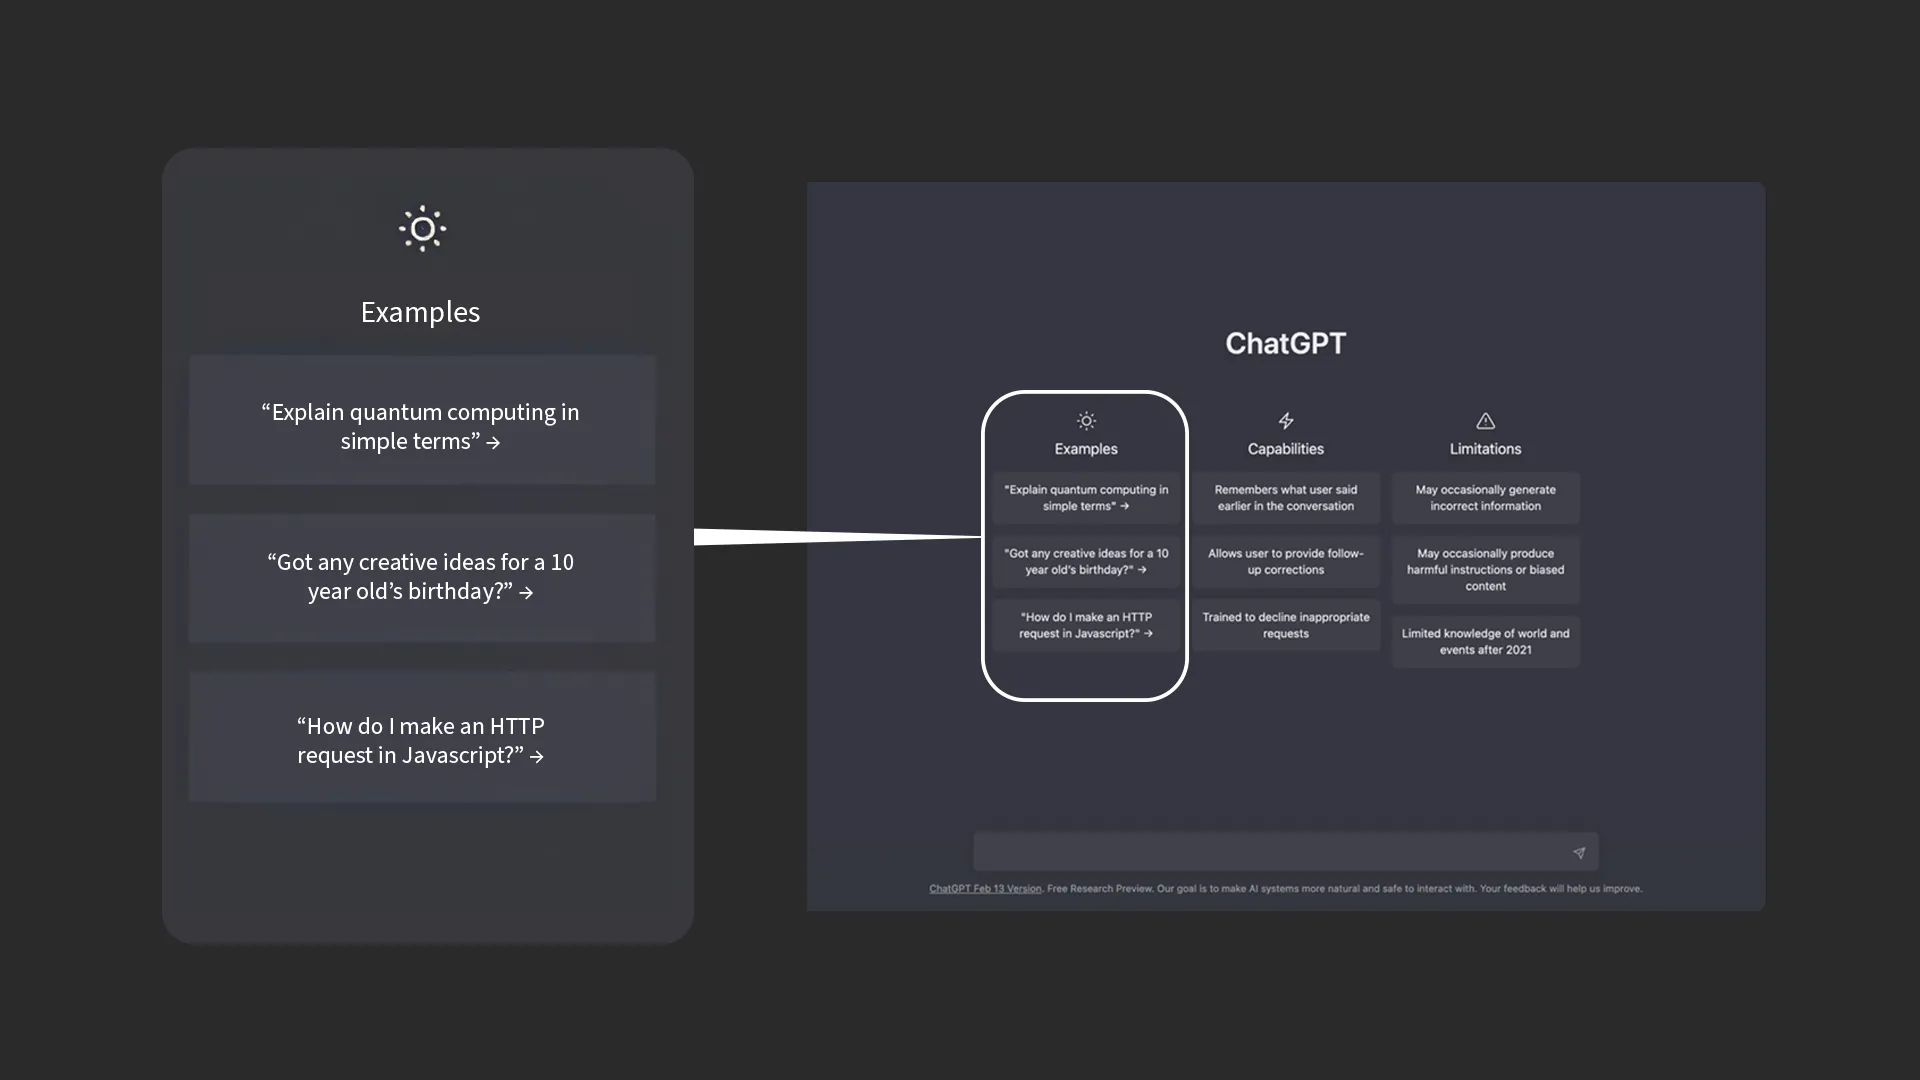 Examples
“Explain quantum computing in
simple terms” →
“Got any creative ideas for a 10
year old’s birthday?” →
“How do I make an HTTP
request in Javascript?” →
ChatGPT
Examples
"Explain quantum computing in
simple terms" →
"Got any creative ideas for a 10
year old's birthday?" →
"How do I make an HTTP
request in Javascript?" →
Capabilities
Remembers what user said
earlier in the conversation
Allows user to provide follow-
up corrections
Trained to decline inappropriate
requests
Limitations
May occasionally generate
incorrect information
May occasionally produce
harmful instructions or biased
content
Limited knowledge of world and
events after 2021
ChatGPT Feb 13 Version. Free Research Preview. Our goal is to make AI systems more natural and safe to interact with. Your feedback will help us improve.